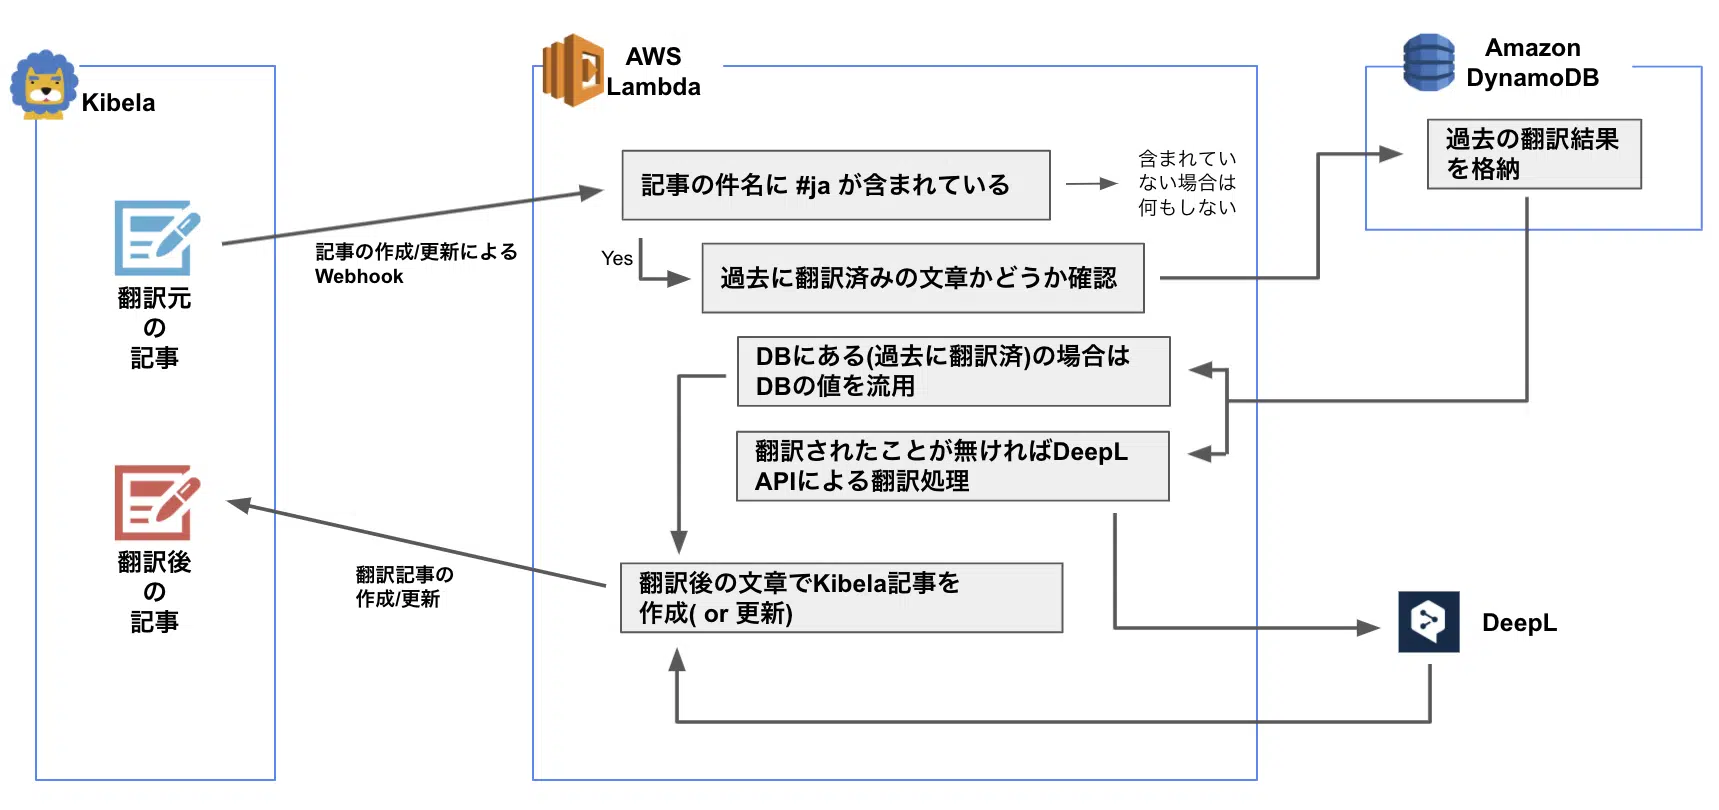 Kibela
AWS
Lambda
Amazon
DynamoDB
過去の翻訳結果
を格納
記事の件名に #ja が含まれている
含まれてい
ない場合は
何もしない
記事の作成/更新による
Webhook
Yes
過去に翻訳済みの文章かどうか確認
翻訳元
の
記事
DBにある(過去に翻訳済)の場合は
DBの値を流用
翻訳されたことが無ければDeepL
APIによる翻訳処理
翻訳後
の
記事
翻訳記事の
作成/更新
翻訳後の文章でKibela記事を
作成( or 更新)
DeepL